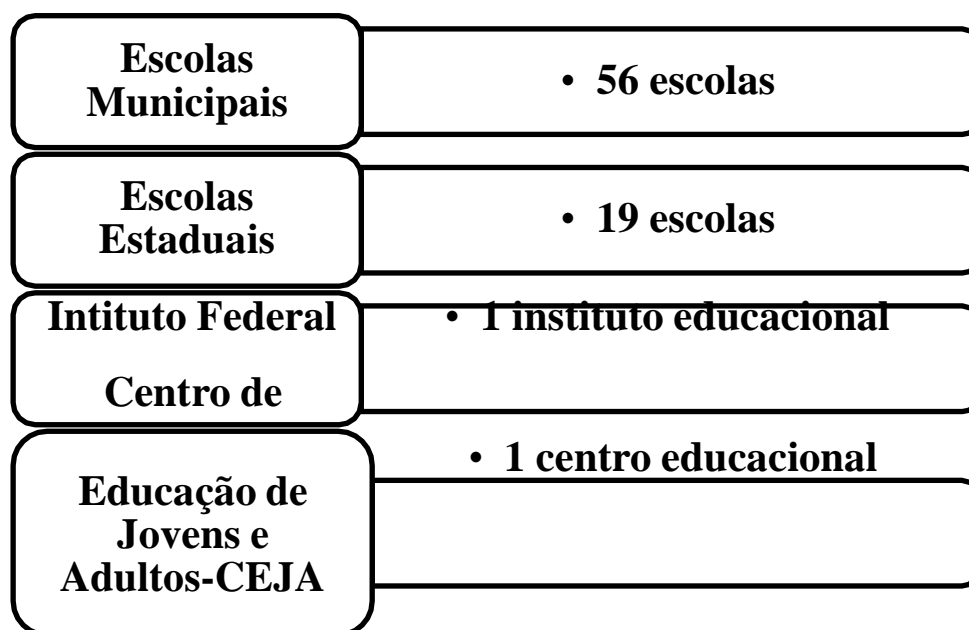 Escolas
Municipais
• 56 escolas
Escolas
Estaduais
• 19 escolas
Intituto Federal
• 1 instituto educacional
Centro de
Educação de
Jovens e
Adultos-CEJA
• 1 centro educacional